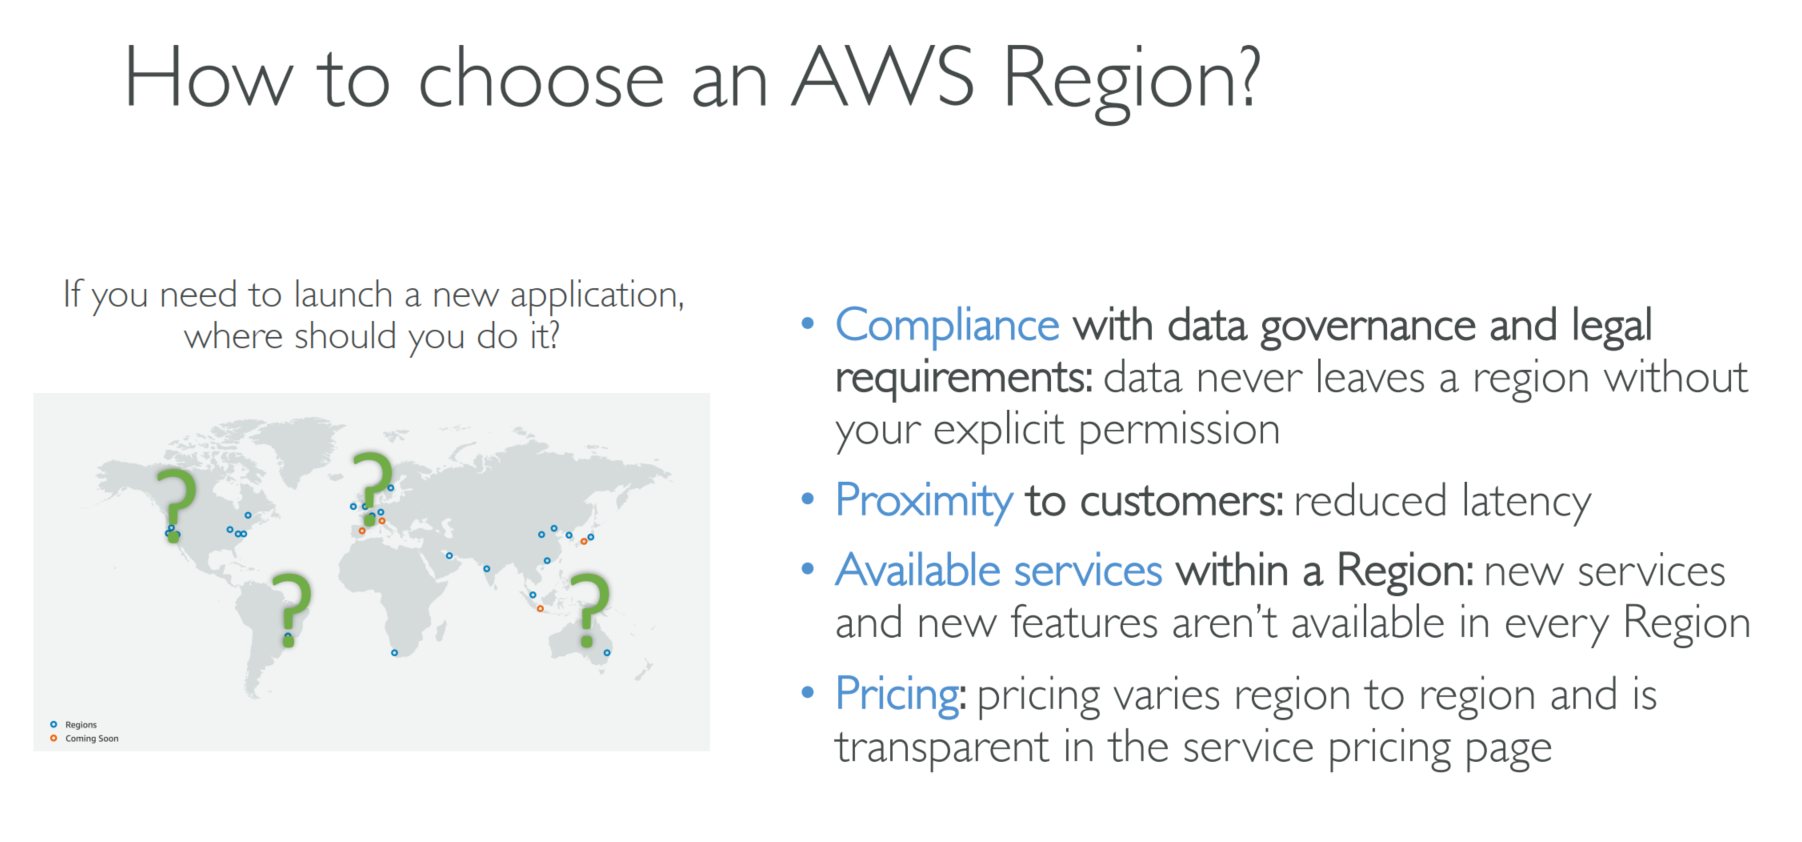 How to choose an AWS Region?
If you need to launch a new application,
where should you do it?
Regions
Coming Soon
• Compliance with data governance and legal
requirements: data never leaves a region without
your explicit permission
• Proximity to customers: reduced latency
• Available services within a Region: new services
and new features aren’t available in every Region
• Pricing: pricing varies region to region and is
transparent in the service pricing page
? ? ? ?